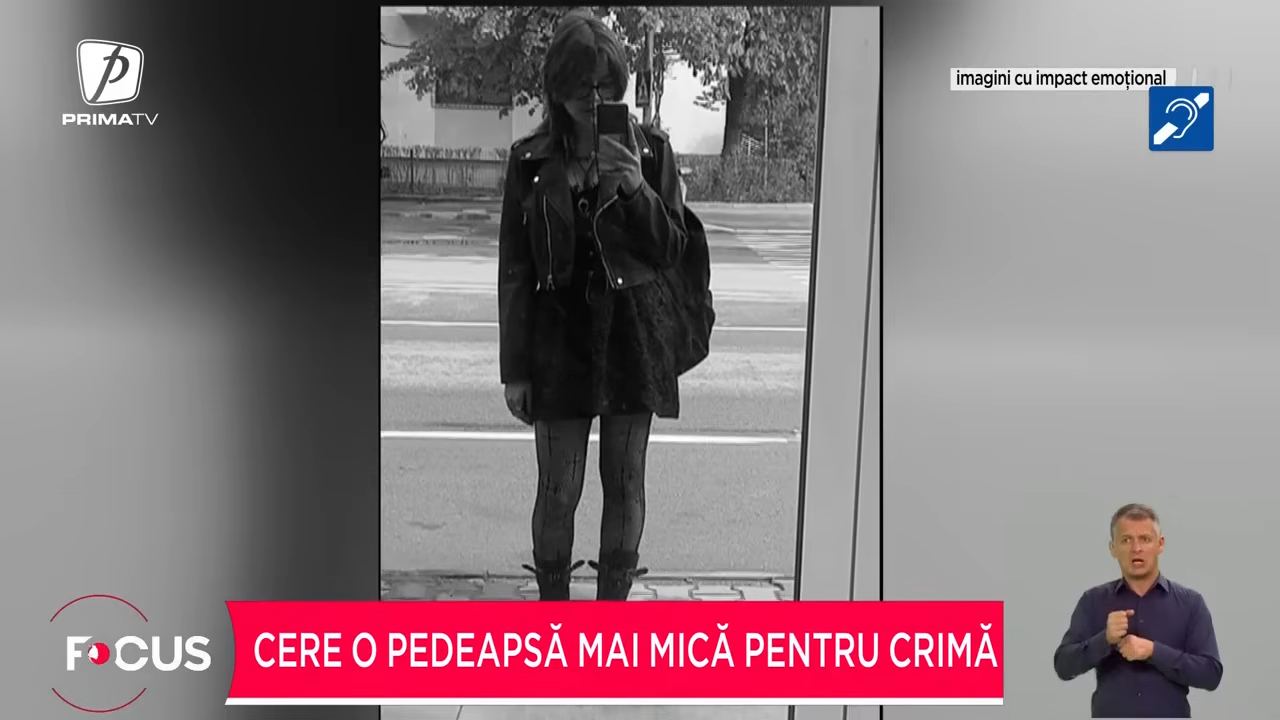 PRIMATV
imagini cu impact emoțional
FOCUS
CERE O PEDEAPSĂ MAI MICĂ PENTRU CRIMĂ